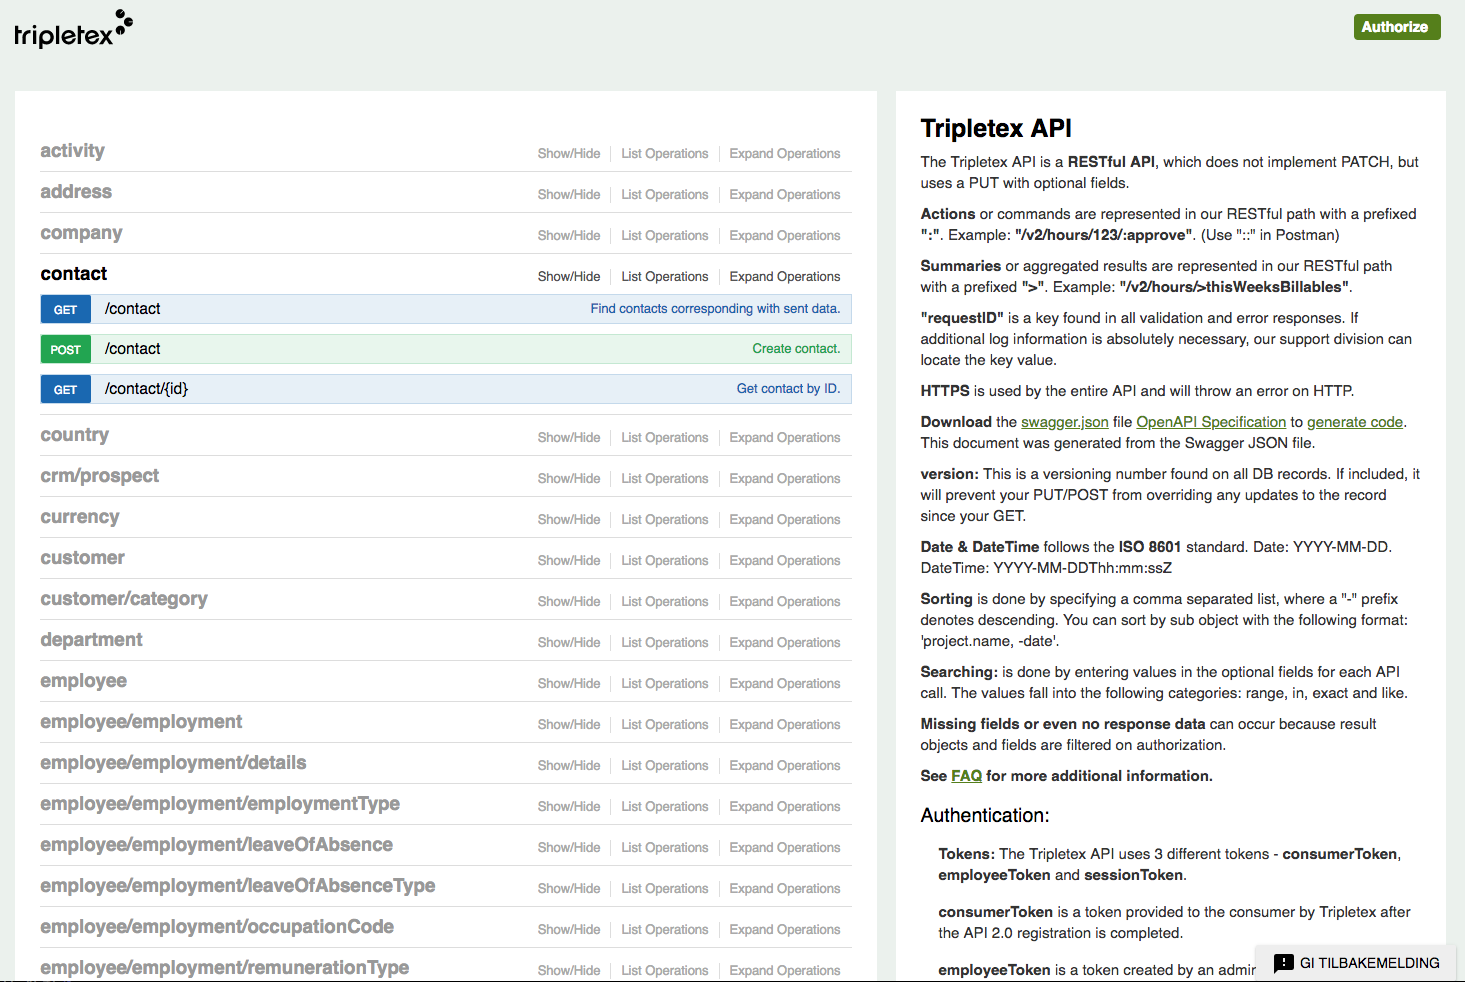 tripletex
Authorize
activity Show/Hide List Operations Expand Operations
address Show/Hide List Operations Expand Operations
company Show/Hide List Operations Expand Operations
contact Show/Hide List Operations Expand Operations
GET /contact Find contacts corresponding with sent data.
POST /contact Create contact.
GET /contact/{id} Get contact by ID.
country Show/Hide List Operations Expand Operations
crm/prospect Show/Hide List Operations Expand Operations
currency Show/Hide List Operations Expand Operations
customer Show/Hide List Operations Expand Operations
customer/category Show/Hide List Operations Expand Operations
department Show/Hide List Operations Expand Operations
employee Show/Hide List Operations Expand Operations
employee/employment Show/Hide List Operations Expand Operations
employee/employment/details Show/Hide List Operations Expand Operations
employee/employment/employmentType Show/Hide List Operations Expand Operations
employee/employment/leaveOfAbsence Show/Hide List Operations Expand Operations
employee/employment/leaveOfAbsenceType Show/Hide List Operations Expand Operations
employee/employment/occupationCode Show/Hide List Operations Expand Operations
employee/employment/remunerationType Show/Hide List Operations Expand Operations
Tripletex API
The Tripletex API is a RESTful API, which does not implement PATCH, but
uses a PUT with optional fields.
Actions or commands are represented in our RESTful path with a prefixed
":". Example: "/v2/hours/123/:approve". (Use "::" in Postman)
Summaries or aggregated results are represented in our RESTful path
with a prefixed ">". Example: "/v2/hours/>thisWeeksBillables".
"requestID" is a key found in all validation and error responses. If
additional log information is absolutely necessary, our support division can
locate the key value.
HTTPS is used by the entire API and will throw an error on HTTP.
Download the swagger.json file OpenAPI Specification to generate code.
This document was generated from the Swagger JSON file.
version: This is a versioning number found on all DB records. If included, it
will prevent your PUT/POST from overriding any updates to the record
since your GET.
Date & DateTime follows the ISO 8601 standard. Date: YYYY-MM-DD.
DateTime: YYYY-MM-DDThh:mm:ssZ
Sorting is done by specifying a comma separated list, where a "-" prefix
denotes descending. You can sort by sub object with the following format:
'project.name, -date'.
Searching: is done by entering values in the optional fields for each API
call. The values fall into the following categories: range, in, exact and like.
Missing fields or even no response data can occur because result
objects and fields are filtered on authorization.
See FAQ for more additional information.
Authentication:
Tokens: The Tripletex API uses 3 different tokens - consumerToken,
employeeToken and sessionToken.
consumerToken is a token provided to the consumer by Tripletex after
the API 2.0 registration is completed.
employeeToken is a token created by an admin
GI TILBAKEMELDING